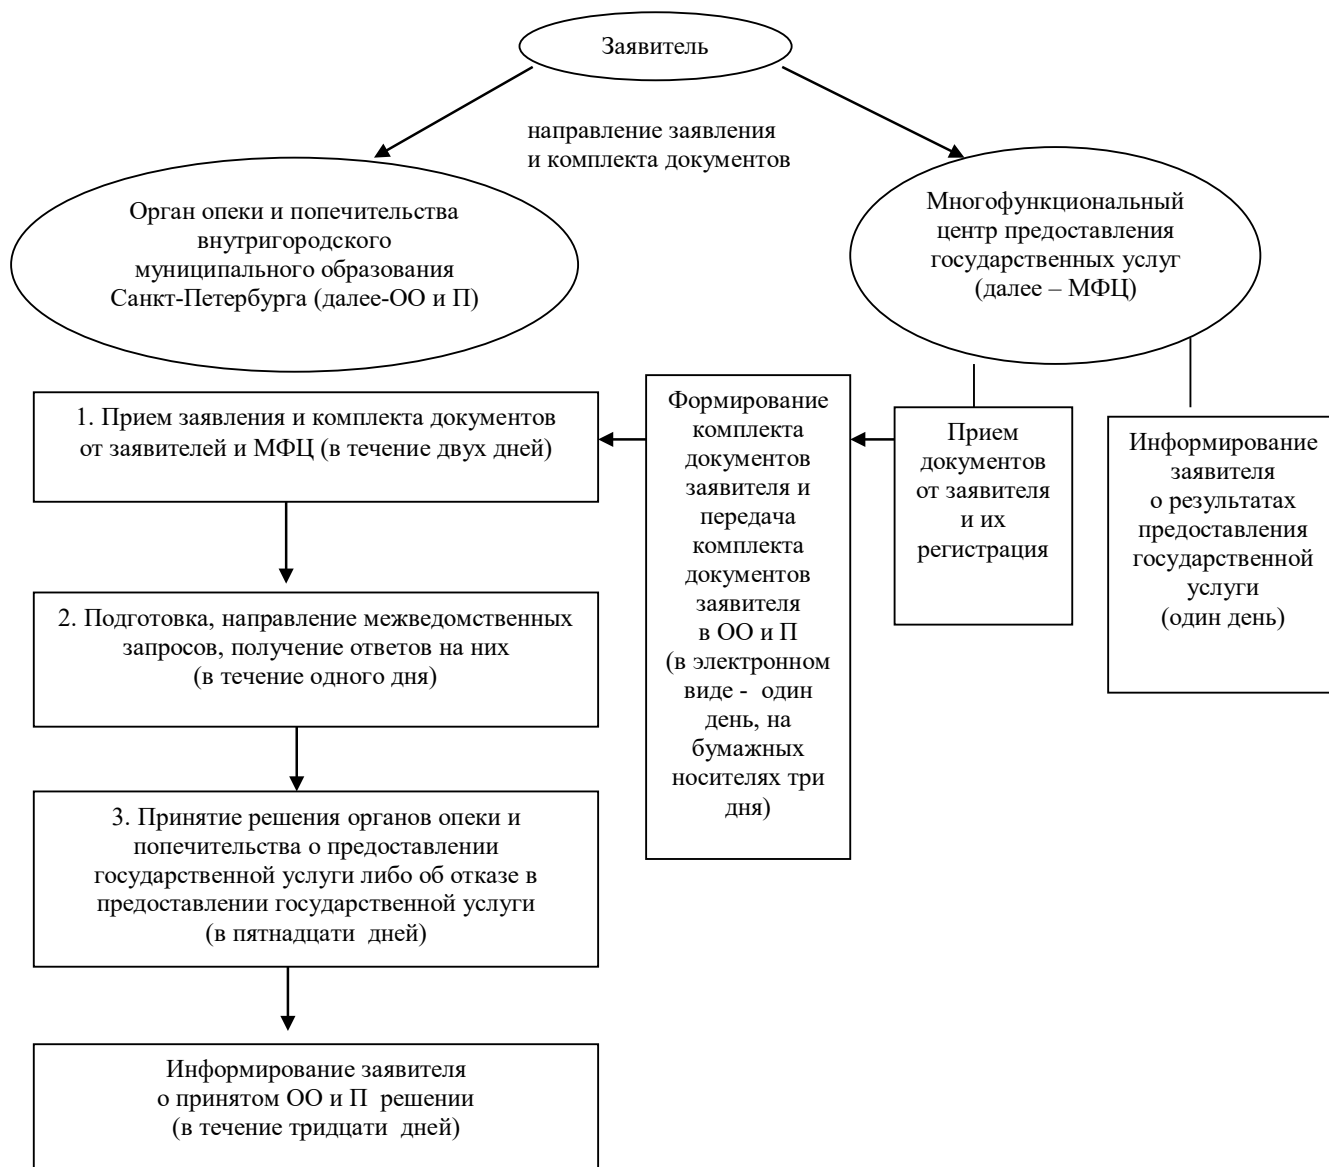 Заявитель
направление заявления
и комплекта документов
Орган опеки и попечительства
внутригородского
муниципального образования
Санкт-Петербурга (далее-ОО и П)
Многофункциональный
центр предоставления
государственных услуг
(далее – МФЦ)
1. Прием заявления и комплекта документов
от заявителей и МФЦ (в течение двух дней)
Формирование
комплекта
документов
заявителя и
передача
комплекта
документов
заявителя
в ОО и П
(в электронном
виде - один
день, на
бумажных
носителях три
дня)
Прием
документов
от заявителя
и их
регистрация
Информирование
заявителя
о результатах
предоставления
государственной
услуги
(один день)
2. Подготовка, направление межведомственных
запросов, получение ответов на них
(в течение одного дня)
3. Принятие решения органов опеки и
попечительства о предоставлении
государственной услуги либо об отказе в
предоставлении государственной услуги
(в пятнадцати дней)
Информирование заявителя
о принятом ОО и П решении
(в течение тридцати дней)